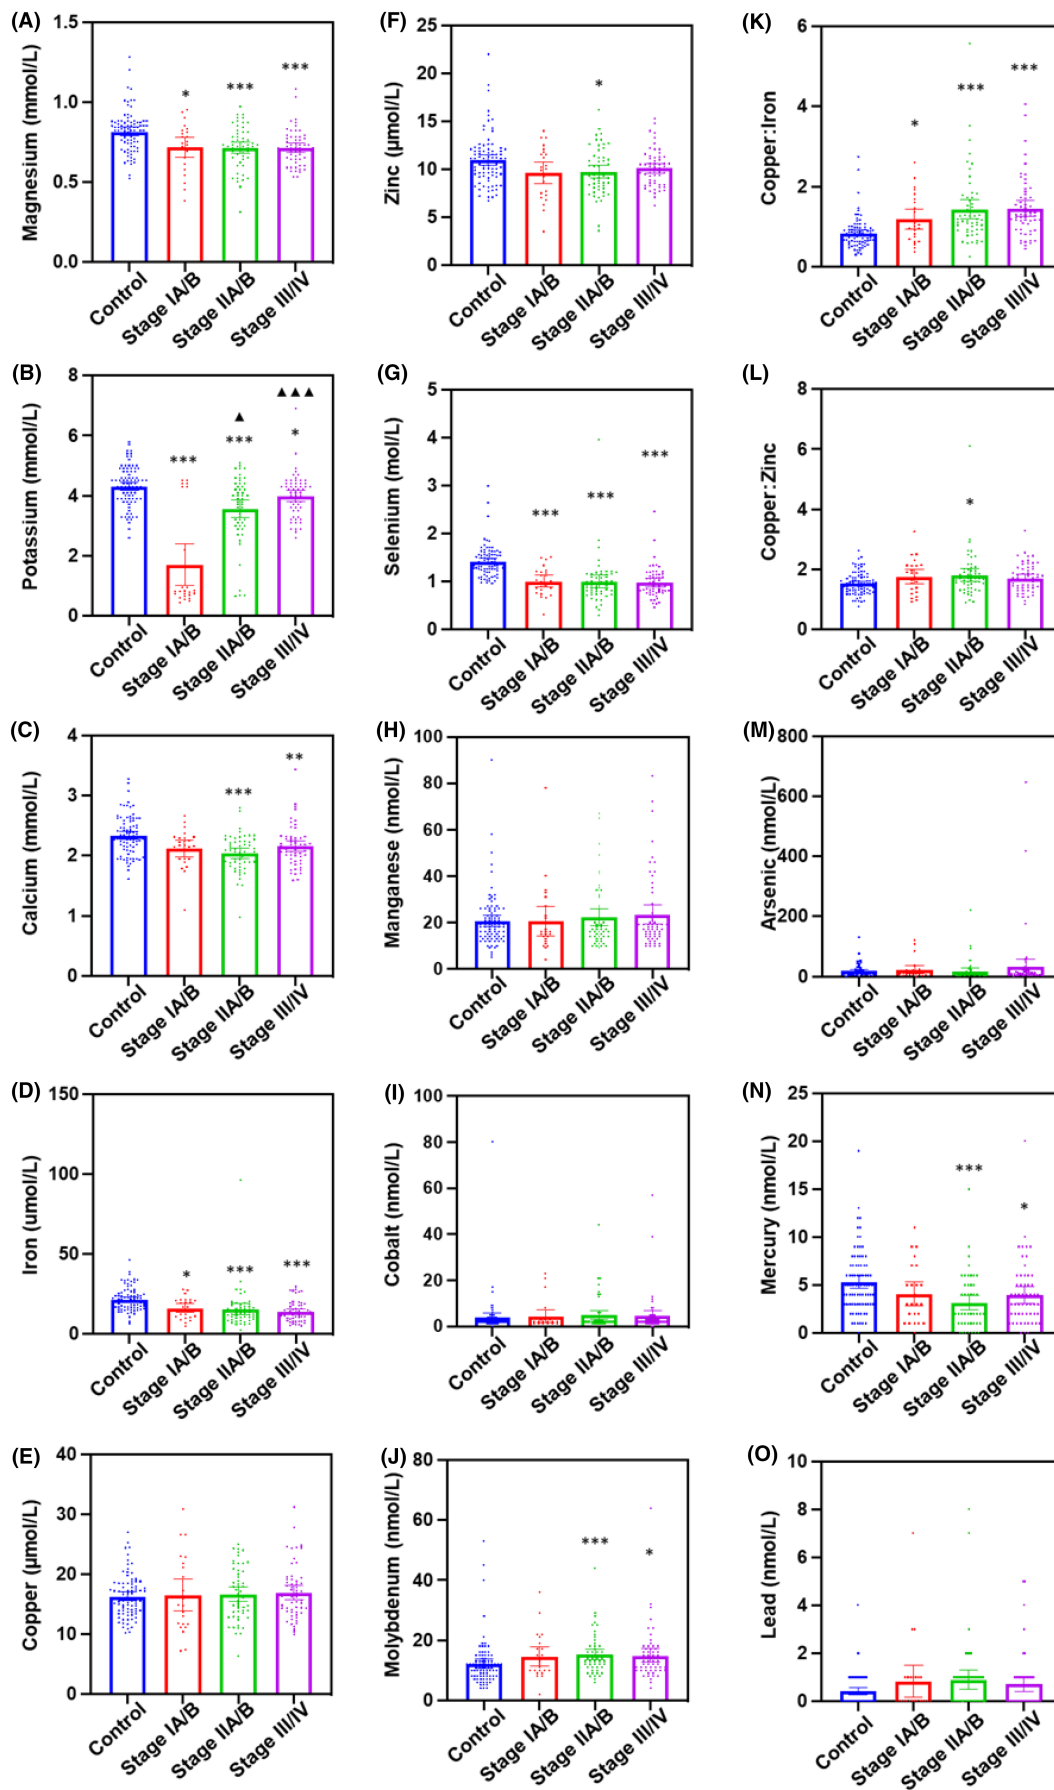 (A)
Magnesium (mmol/L)
1.5
1.0
0.5
0.0
*
***
***
Control
Stage IA/B
Stage IIA/B
Stage III/IV
(F)
Zinc (µmol/L)
25
20
15
10
5
0
*
Control
Stage IA/B
Stage IIA/B
Stage III/IV
(K)
Copper:Iron
6
4
2
0
*
***
***
Control
Stage IA/B
Stage IIA/B
Stage III/IV
(B)
Potassium (mmol/L)
8
6
4
2
0
***
▲
***
▲▲▲
*
Control
Stage IA/B
Stage IIA/B
Stage III/IV
(G)
Selenium (mol/L)
5
4
3
2
1
0
***
***
***
Control
Stage IA/B
Stage IIA/B
Stage III/IV
(L)
Copper:Zinc
8
6
4
2
0
*
Control
Stage IA/B
Stage IIA/B
Stage III/IV
(C)
Calcium (mmol/L)
4
3
2
1
0
***
**
Control
Stage IA/B
Stage IIA/B
Stage III/IV
(H)
Manganese (nmol/L)
100
80
60
40
20
0
Control
Stage IA/B
Stage IIA/B
Stage III/IV
(M)
Arsenic (nmol/L)
800
600
400
200
0
Control
Stage IA/B
Stage IIA/B
Stage III/IV
(D)
Iron (umol/L)
150
100
50
0
*
***
***
Control
Stage IA/B
Stage IIA/B
Stage III/IV
(I)
Cobalt (nmol/L)
100
80
60
40
20
0
Control
Stage IA/B
Stage IIA/B
Stage III/IV
(N)
Mercury (nmol/L)
25
20
15
10
5
0
***
*
Control
Stage IA/B
Stage IIA/B
Stage III/IV
(E)
Copper (µmol/L)
40
30
20
10
0
Control
Stage IA/B
Stage IIA/B
Stage III/IV
(J)
Molybdenum (nmol/L)
80
60
40
20
0
***
*
Control
Stage IA/B
Stage IIA/B
Stage III/IV
(O)
Lead (nmol/L)
10
8
6
4
2
0
Control
Stage IA/B
Stage IIA/B
Stage III/IV